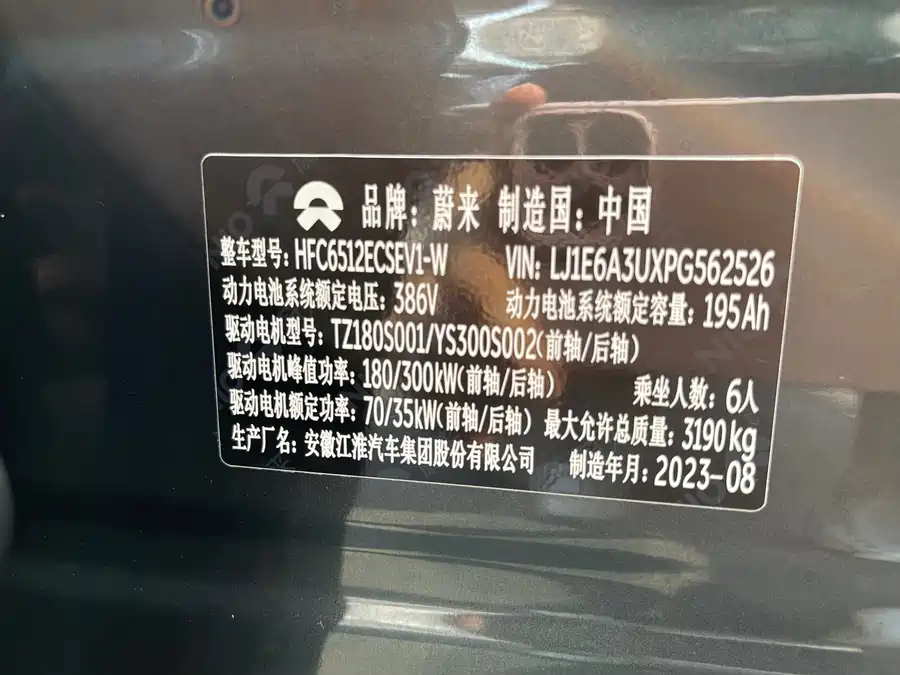 品牌：蔚来 制造国：中国
整车型号：HFC6512ECSEV1-W VIN：LJ1E6A3UXPG562526
动力电池系统额定电压：386V 动力电池系统额定容量：195Ah
驱动电机型号：TZ180S001/YS300S002(前轴/后轴)
驱动电机峰值功率：180/300kW(前轴/后轴) 乘坐人数：6人
驱动电机额定功率：70/35kW(前轴/后轴) 最大允许总质量：3190kg
生产厂名：安徽江淮汽车集团股份有限公司 制造年月：2023-08